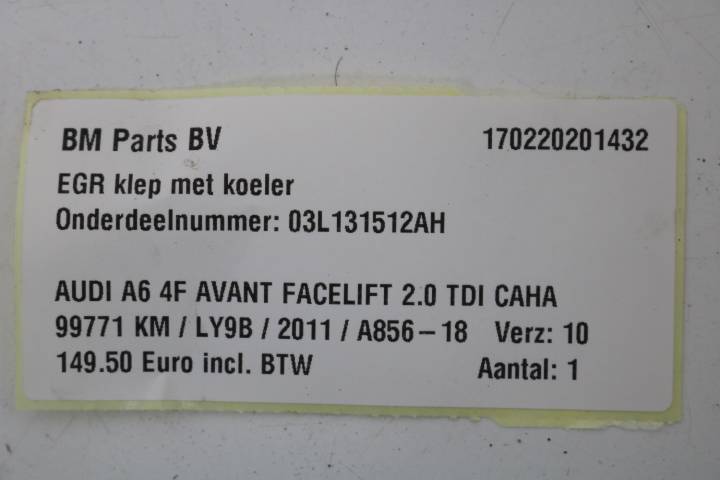 BM Parts BV 170220201432
EGR klep met koeler
Onderdeelnummer: 03L131512AH
AUDI A6 4F AVANT FACELIFT 2.0 TDI CAHA
99771 KM / LY9B / 2011 / A856-18 Verz: 10
149.50 Euro incl. BTW Aantal: 1